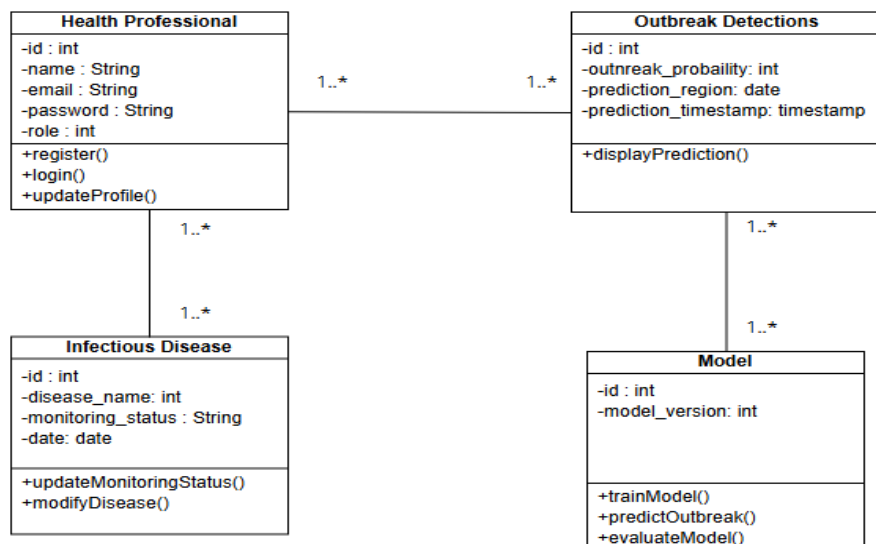 Health Professional
-id : int
-name : String
-email : String
-password : String
-role : int
+register()
+login()
+updateProfile()
1..*
1..*
Outbreak Detections
-id : int
-outnreak_probaility: int
-prediction_region: date
-prediction_timestamp: timestamp
+displayPrediction()
1..*
1..*
Infectious Disease
-id : int
-disease_name: int
-monitoring_status : String
-date: date
+updateMonitoringStatus()
+modifyDisease()
1..*
1..*
Model
-id : int
-model_version: int
+trainModel()
+predictOutbreak()
+evaluateModel()